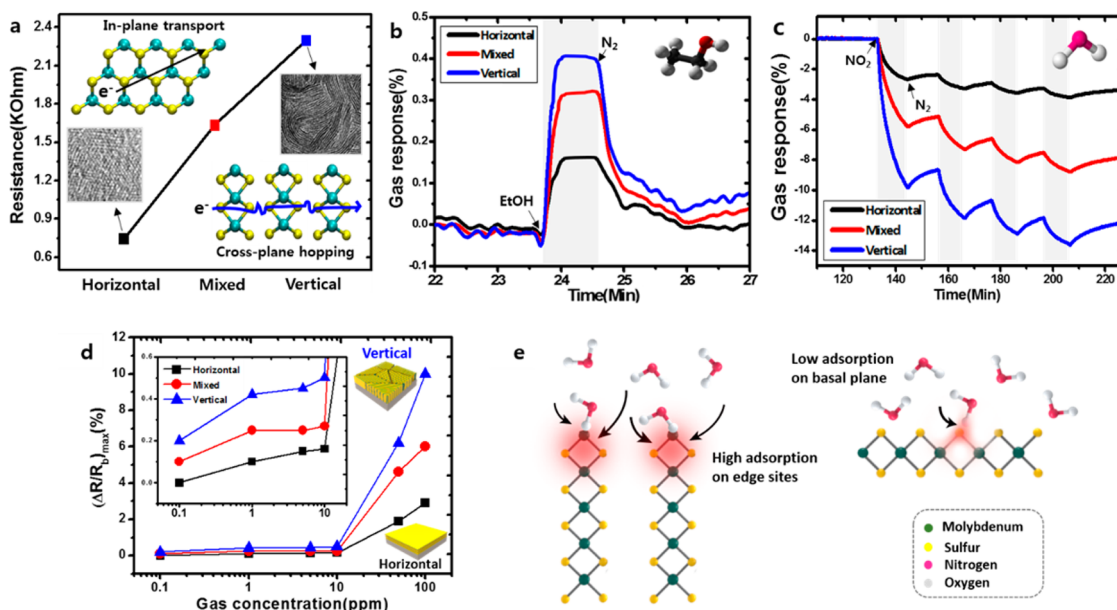 a
In-plane transport
e-
Resistance(KOhm)
2.4
2.1
1.8
1.5
1.2
0.9
0.6
e-
Cross-plane hopping
Horizontal
Mixed
Vertical
b
Gas response(%)
0.5
0.4
0.3
0.2
0.1
0.0
-0.1
Horizontal
Mixed
Vertical
N2
EtOH
22
23
24
25
26
27
Time(Min)
c
Gas response(%)
0
-2
-4
-6
-8
-10
-12
-14
NO2
N2
Horizontal
Mixed
Vertical
120
140
160
180
200
220
Time(Min)
d
(ΔR/Rb)max(%)
12
10
8
6
4
2
0
0.6
0.4
0.2
0.0
Horizontal
Mixed
Vertical
0.1
1
10
Vertical
Horizontal
0.1
1
10
100
Gas concentration(ppm)
e
High adsorption
on edge sites
Low adsorption
on basal plane
Molybdenum
Sulfur
Nitrogen
Oxygen